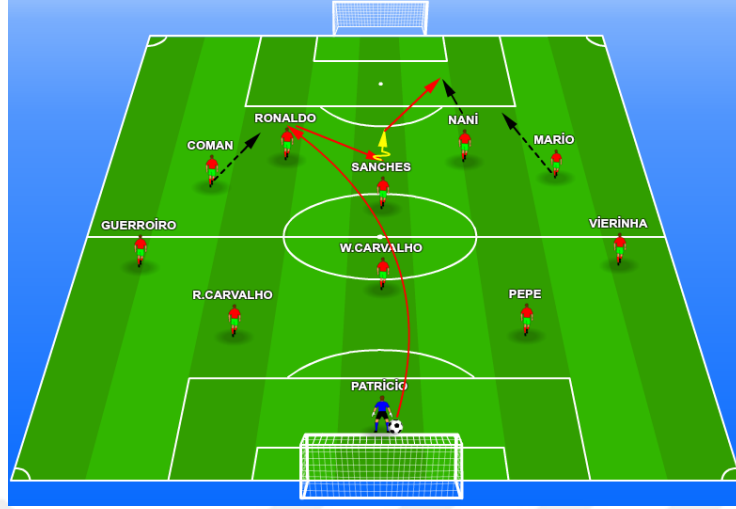 RONALDO
NANİ
COMAN
MARİO
SANCHES
GUERROİRO
VİERİNHA
W.CARVALHO
R.CARVALHO
PEPE
PATRİCİO